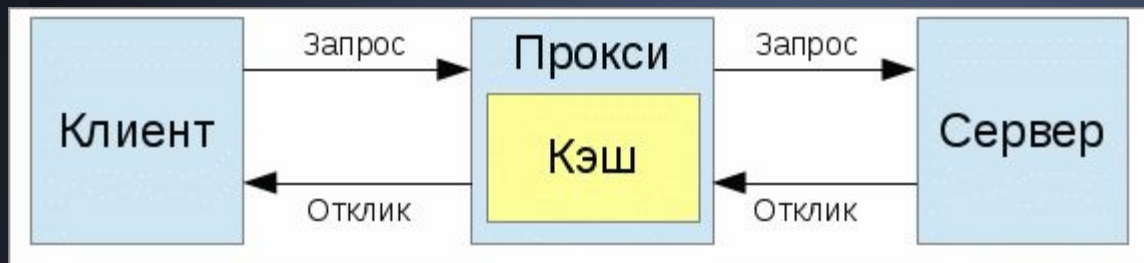 Клиент
Запрос
Отклик
Прокси
Кэш
Запрос
Отклик
Сервер